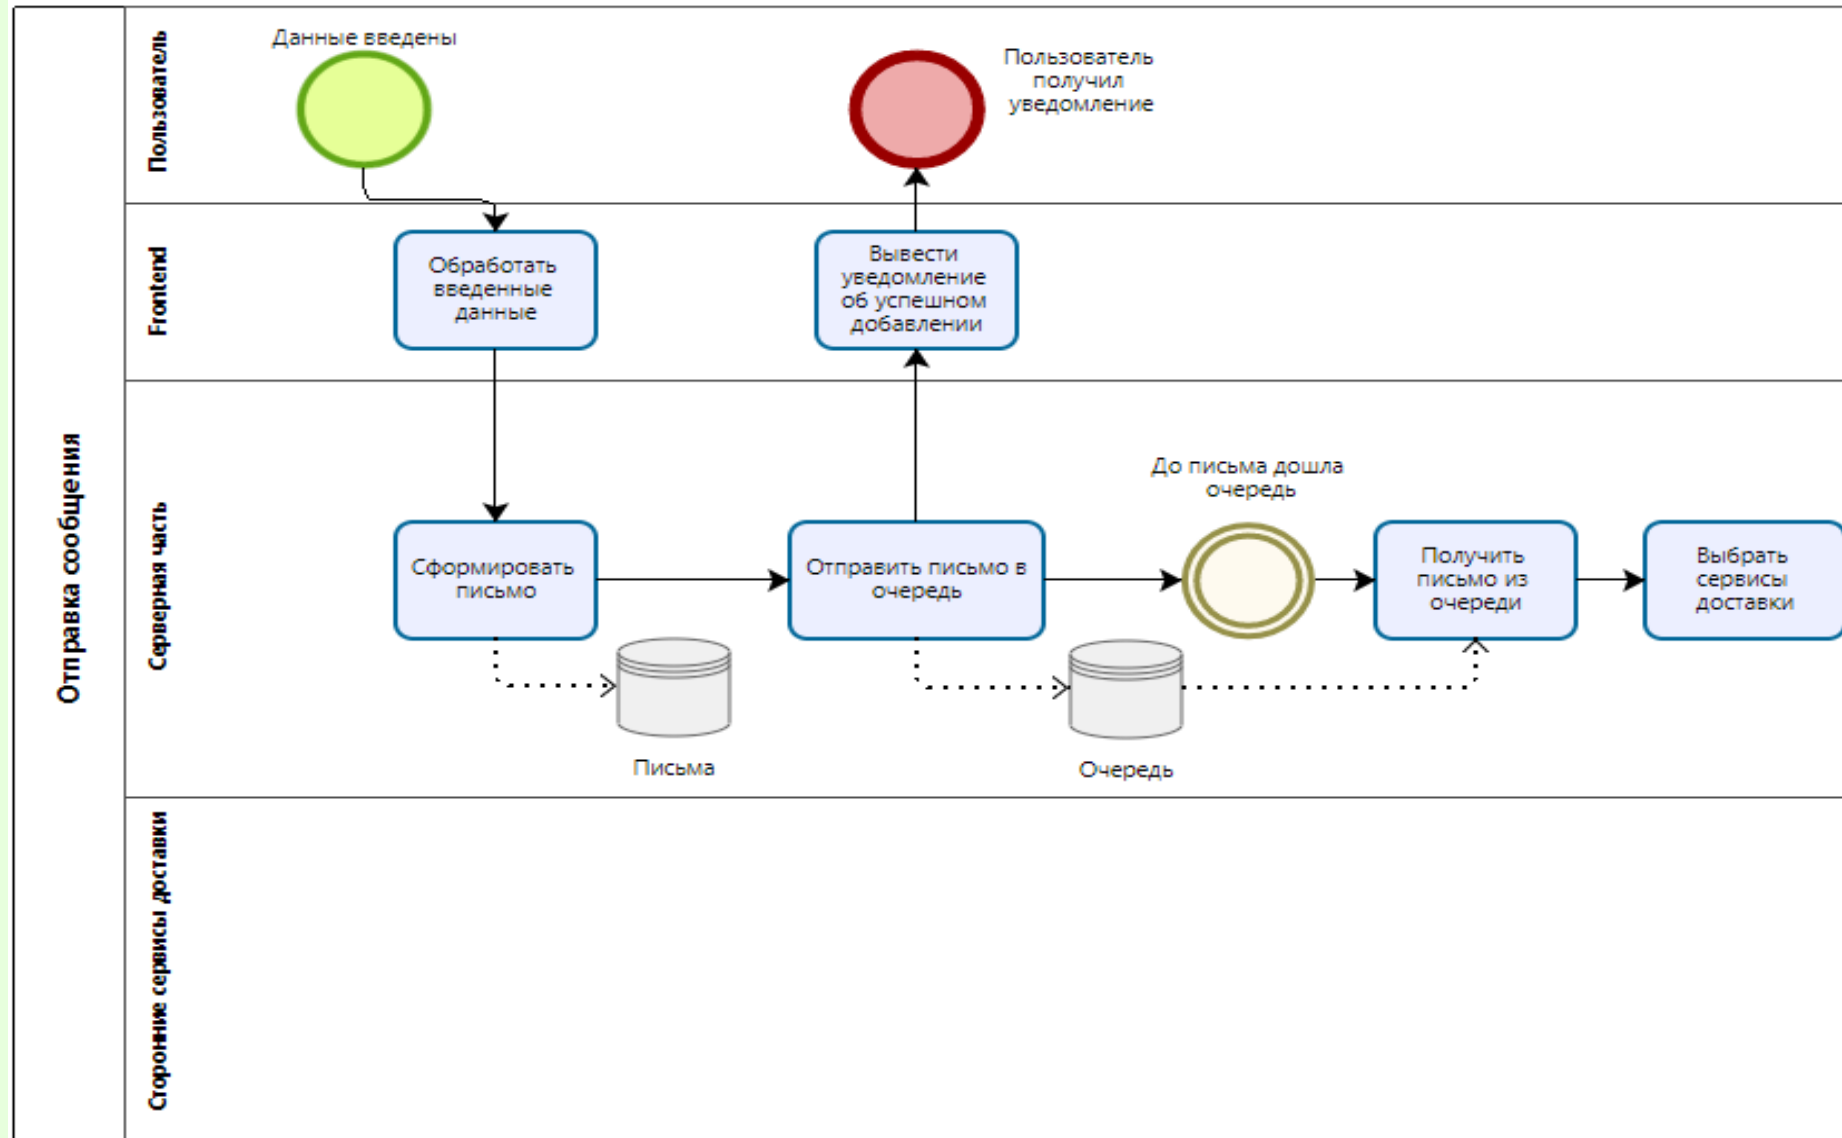 Отправка сообщения
Пользователь
Данные введены
Пользователь
получил
уведомление
Frontend
Обработать
введенные
данные
Вывести
уведомление
об успешном
добавлении
Серверная часть
До письма дошла
очередь
Сформировать
письмо
Отправить письмо в
очередь
Получить
письмо из
очереди
Выбрать
сервисы
доставки
Письма
Очередь
Сторонние сервисы доставки